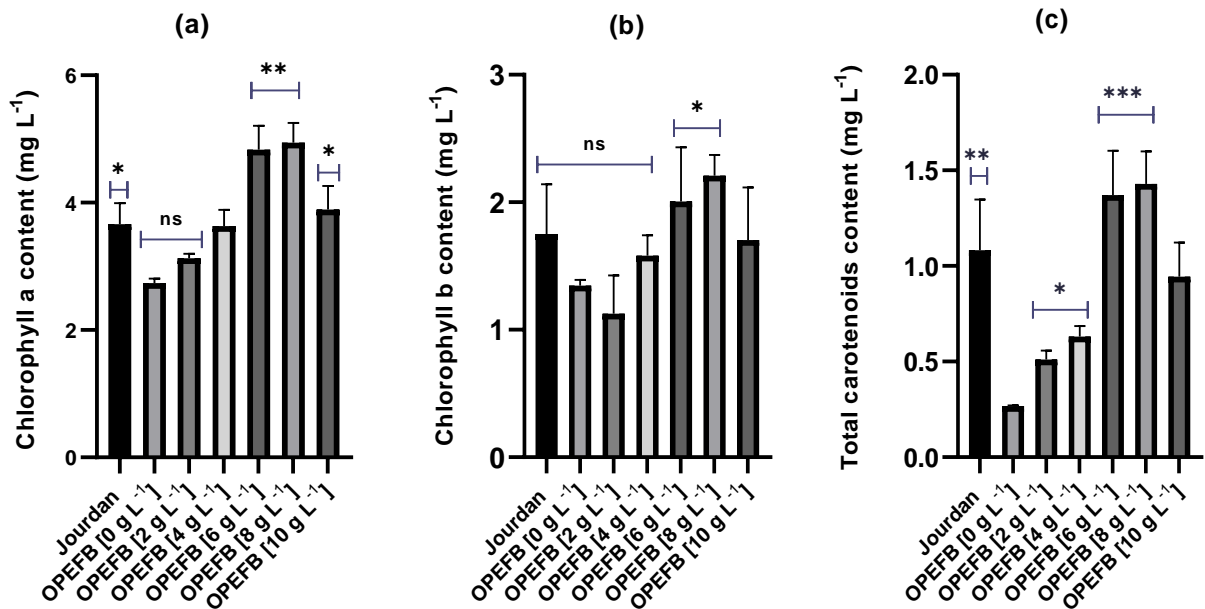 (a)
Chlorophyll a content (mg L⁻¹)
6
4
2
0
*
ns
**
*
Jourdan
OPEFB [0 g L⁻¹]
OPEFB [2 g L⁻¹]
OPEFB [4 g L⁻¹]
OPEFB [6 g L⁻¹]
OPEFB [8 g L⁻¹]
OPEFB [10 g L⁻¹]
(b)
Chlorophyll b content (mg L⁻¹)
3
2
1
0
ns
*
Jourdan
OPEFB [0 g L⁻¹]
OPEFB [2 g L⁻¹]
OPEFB [4 g L⁻¹]
OPEFB [6 g L⁻¹]
OPEFB [8 g L⁻¹]
OPEFB [10 g L⁻¹]
(c)
Total carotenoids content (mg L⁻¹)
2.0
1.5
1.0
0.5
0.0
**
*
***
Jourdan
OPEFB [0 g L⁻¹]
OPEFB [2 g L⁻¹]
OPEFB [4 g L⁻¹]
OPEFB [6 g L⁻¹]
OPEFB [8 g L⁻¹]
OPEFB [10 g L⁻¹]